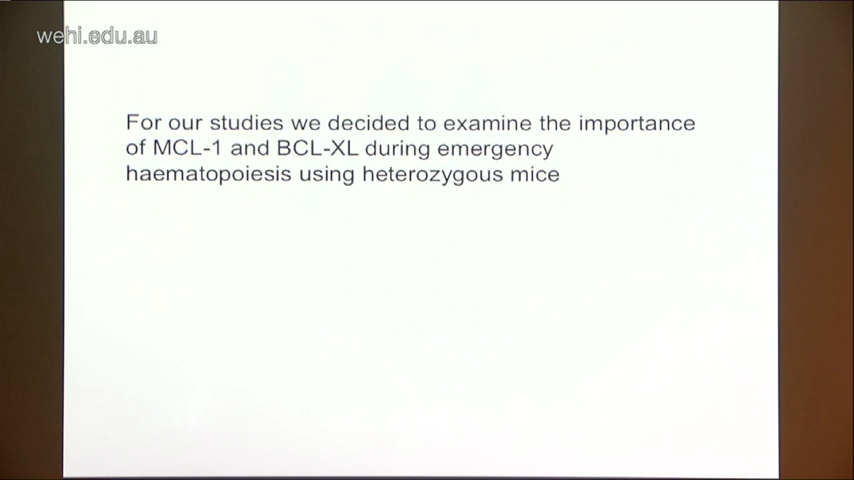 wehi.edu.au
For our studies we decided to examine the importance
of MCL-1 and BCL-XL during emergency
haematopoiesis using heterozygous mice